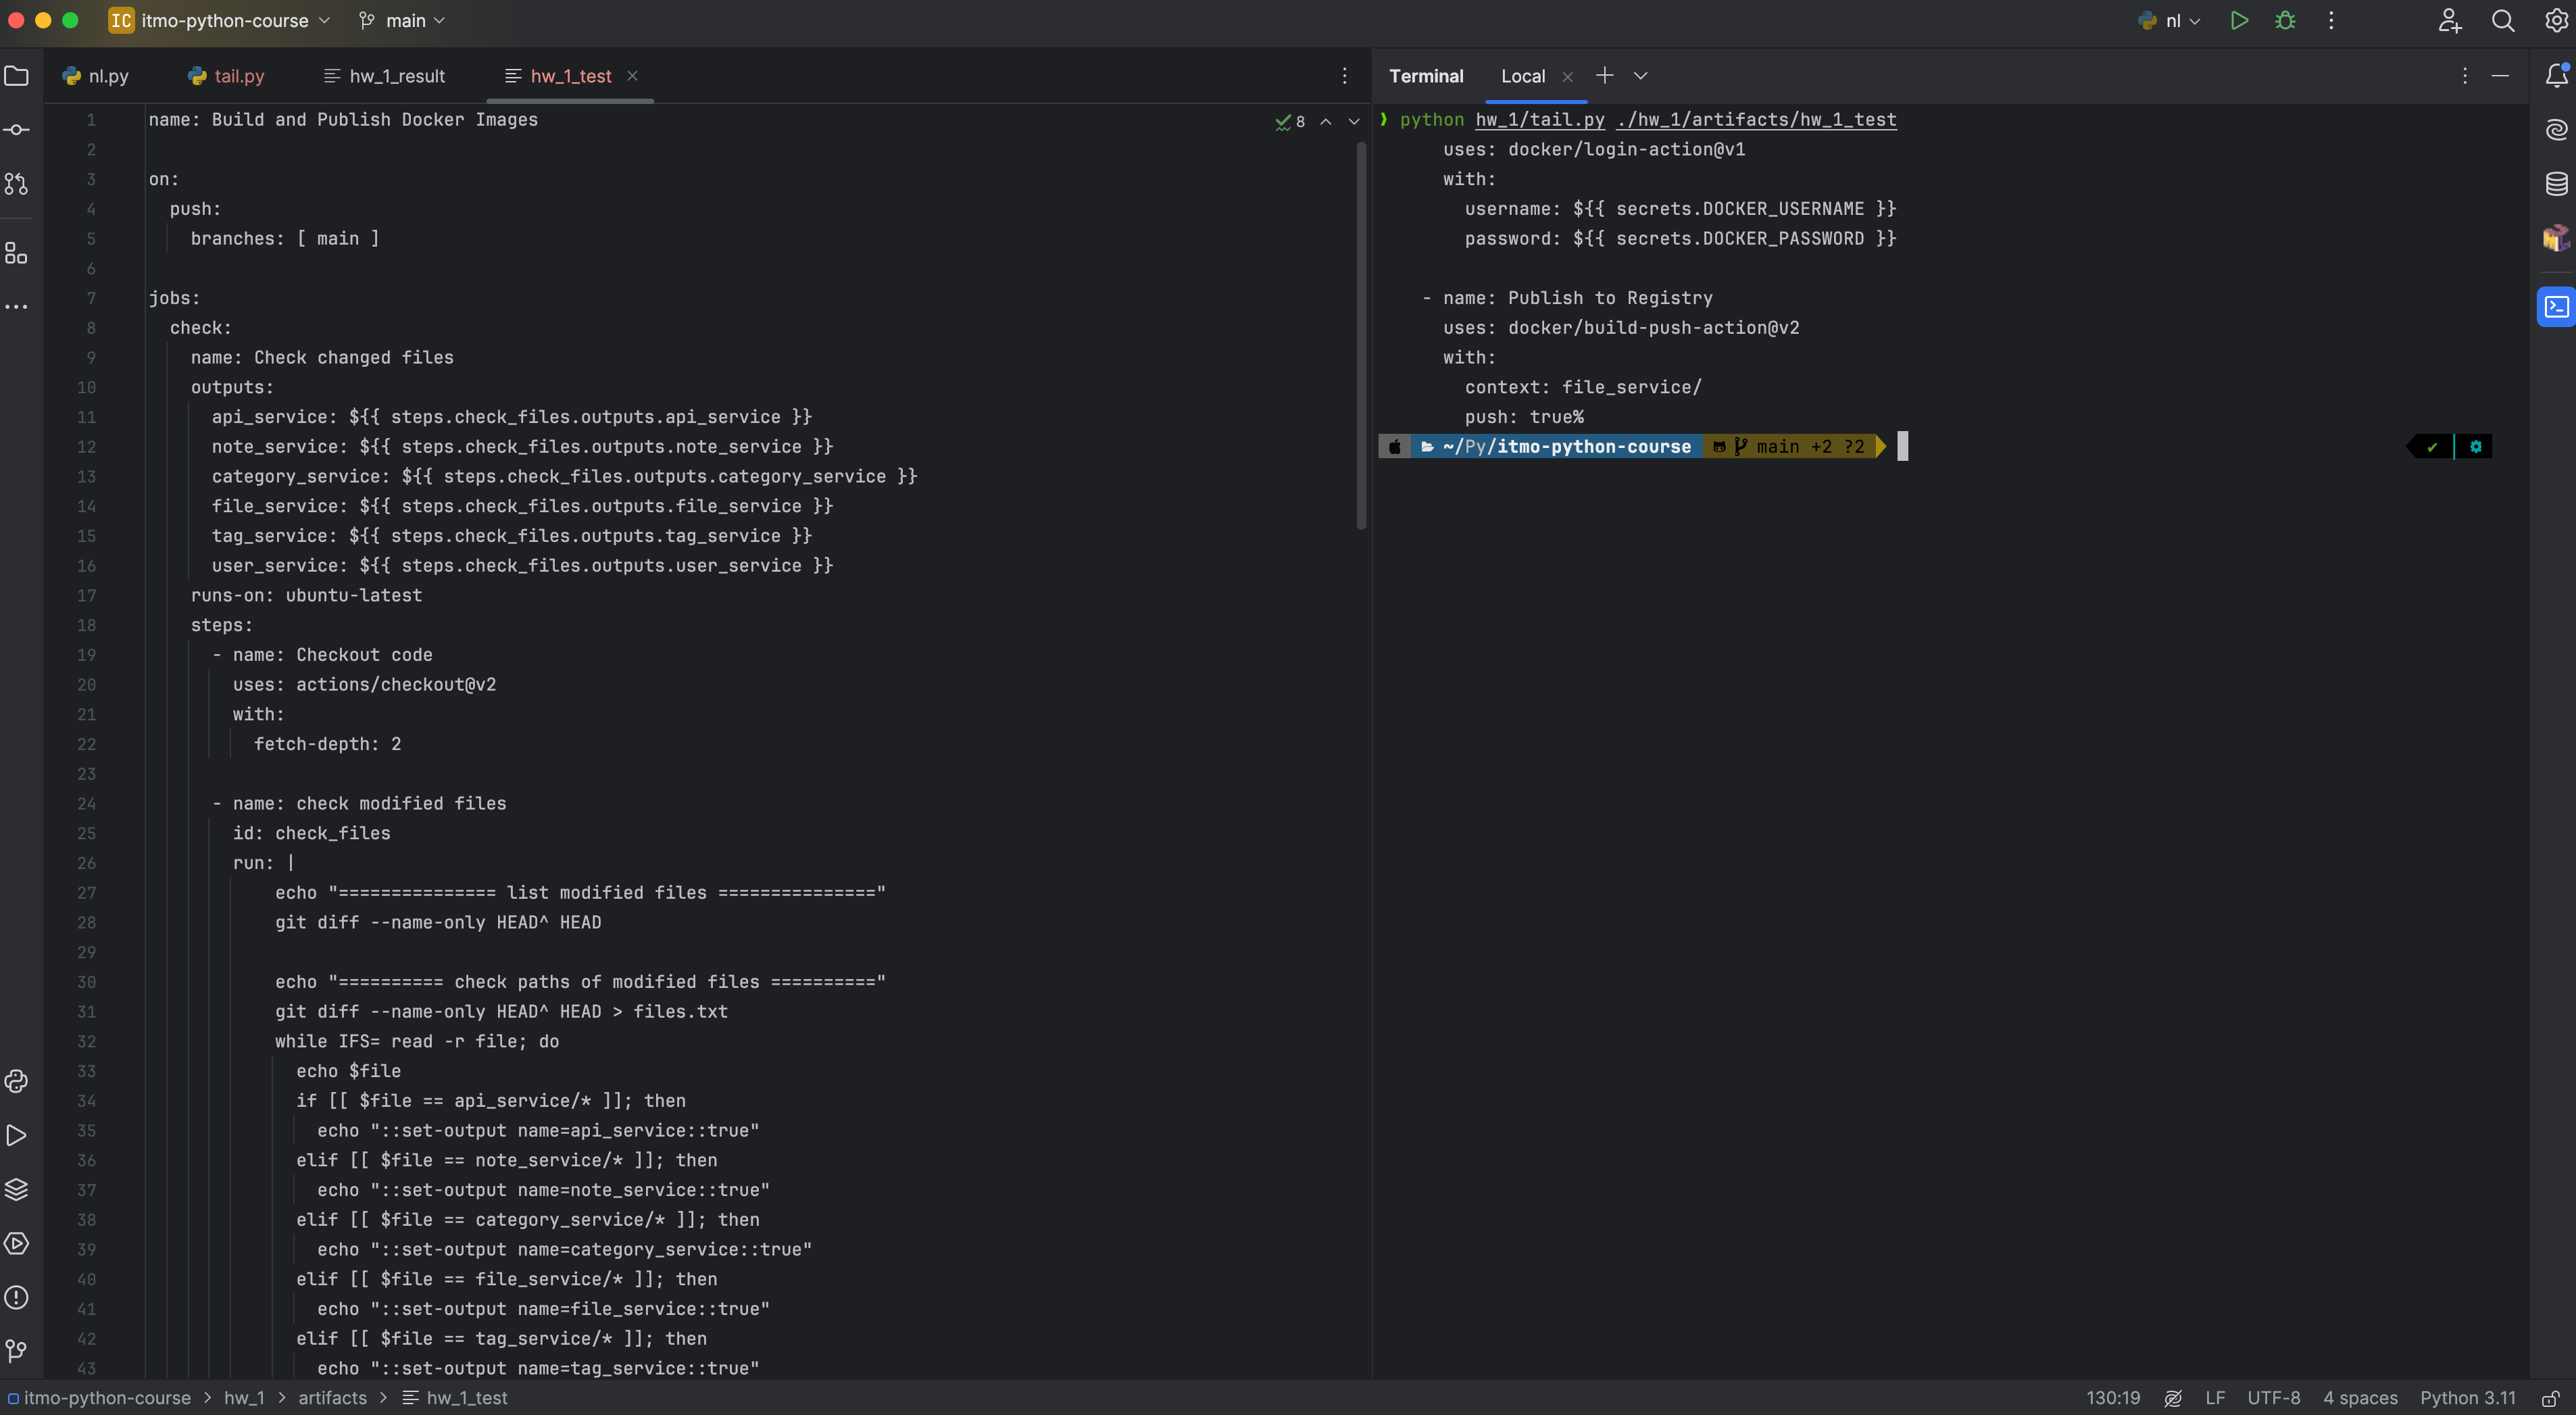 IC itmo-python-course main nl
nl.py tail.py hw_1_result hw_1_test
1 name: Build and Publish Docker Images 8
2
3 on:
4 push:
5 branches: [ main ]
6
7 jobs:
8 check:
9 name: Check changed files
10 outputs:
11 api_service: ${{ steps.check_files.outputs.api_service }}
12 note_service: ${{ steps.check_files.outputs.note_service }}
13 category_service: ${{ steps.check_files.outputs.category_service }}
14 file_service: ${{ steps.check_files.outputs.file_service }}
15 tag_service: ${{ steps.check_files.outputs.tag_service }}
16 user_service: ${{ steps.check_files.outputs.user_service }}
17 runs-on: ubuntu-latest
18 steps:
19 - name: Checkout code
20 uses: actions/checkout@v2
21 with:
22 fetch-depth: 2
23
24 - name: check modified files
25 id: check_files
26 run: |
27 echo "=============== list modified files ==============="
28 git diff --name-only HEAD^ HEAD
29
30 echo "========== check paths of modified files =========="
31 git diff --name-only HEAD^ HEAD > files.txt
32 while IFS= read -r file; do
33 echo $file
34 if [[ $file == api_service/* ]]; then
35 echo "::set-output name=api_service::true"
36 elif [[ $file == note_service/* ]]; then
37 echo "::set-output name=note_service::true"
38 elif [[ $file == category_service/* ]]; then
39 echo "::set-output name=category_service::true"
40 elif [[ $file == file_service/* ]]; then
41 echo "::set-output name=file_service::true"
42 elif [[ $file == tag_service/* ]]; then
43 echo "::set-output name=tag_service::true"
Terminal Local
❯ python hw_1/tail.py ./hw_1/artifacts/hw_1_test
uses: docker/login-action@v1
with:
username: ${{ secrets.DOCKER_USERNAME }}
password: ${{ secrets.DOCKER_PASSWORD }}
- name: Publish to Registry
uses: docker/build-push-action@v2
with:
context: file_service/
push: true%
~/Py/itmo-python-course main +2 ?2
itmo-python-course > hw_1 > artifacts > hw_1_test
130:19 LF UTF-8 4 spaces Python 3.11